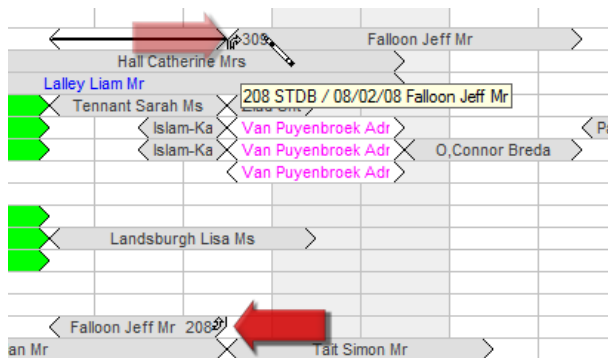 309 Falloon Jeff Mr
Hall Catherine Mrs
Lalley Liam Mr
208 STDB / 08/02/08 Falloon Jeff Mr
Tennant Sarah Ms
Islam-Ka Van Puyenbroek Adr
Islam-Ka Van Puyenbroek Adr O,Connor Breda
Van Puyenbroek Adr
Landsburgh Lisa Ms
Falloon Jeff Mr 208
an Mr Tait Simon Mr